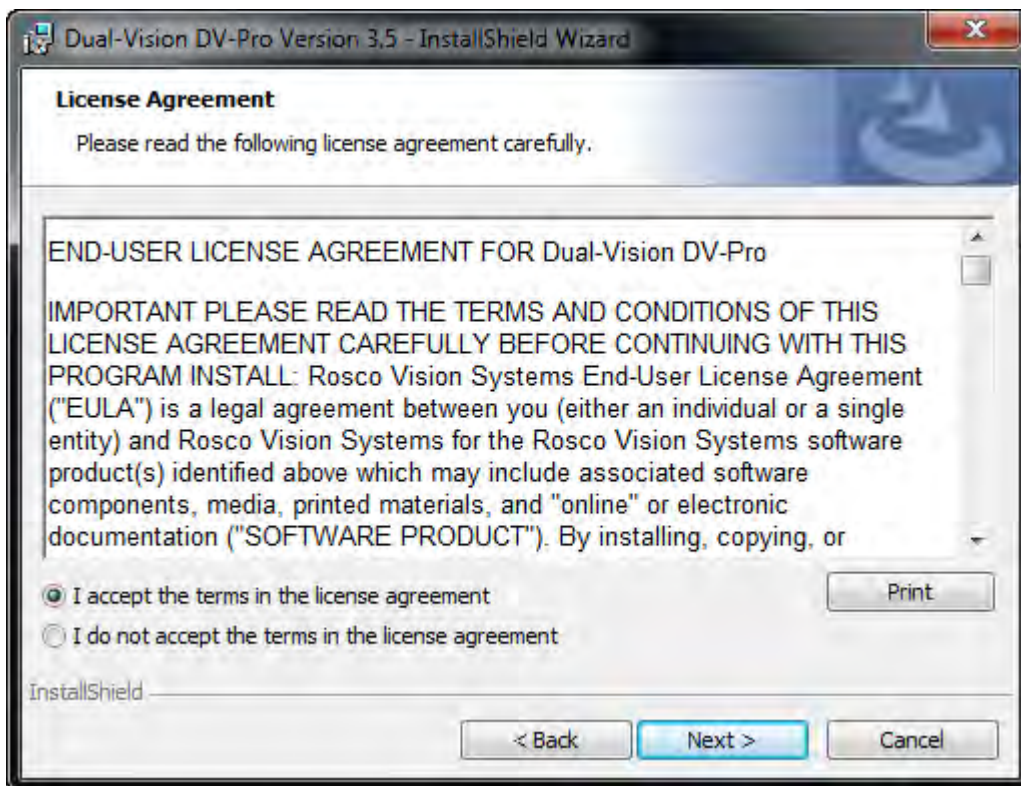 Dual-Vision DV-Pro Version 3.5 - InstallShield Wizard
License Agreement
Please read the following license agreement carefully.
END-USER LICENSE AGREEMENT FOR Dual-Vision DV-Pro
IMPORTANT PLEASE READ THE TERMS AND CONDITIONS OF THIS
LICENSE AGREEMENT CAREFULLY BEFORE CONTINUING WITH THIS
PROGRAM INSTALL: Rosco Vision Systems End-User License Agreement
("EULA") is a legal agreement between you (either an individual or a single
entity) and Rosco Vision Systems for the Rosco Vision Systems software
product(s) identified above which may include associated software
components, media, printed materials, and "online" or electronic
documentation ("SOFTWARE PRODUCT"). By installing, copying, or
I accept the terms in the license agreement
Print
I do not accept the terms in the license agreement
InstallShield
< Back Next > Cancel